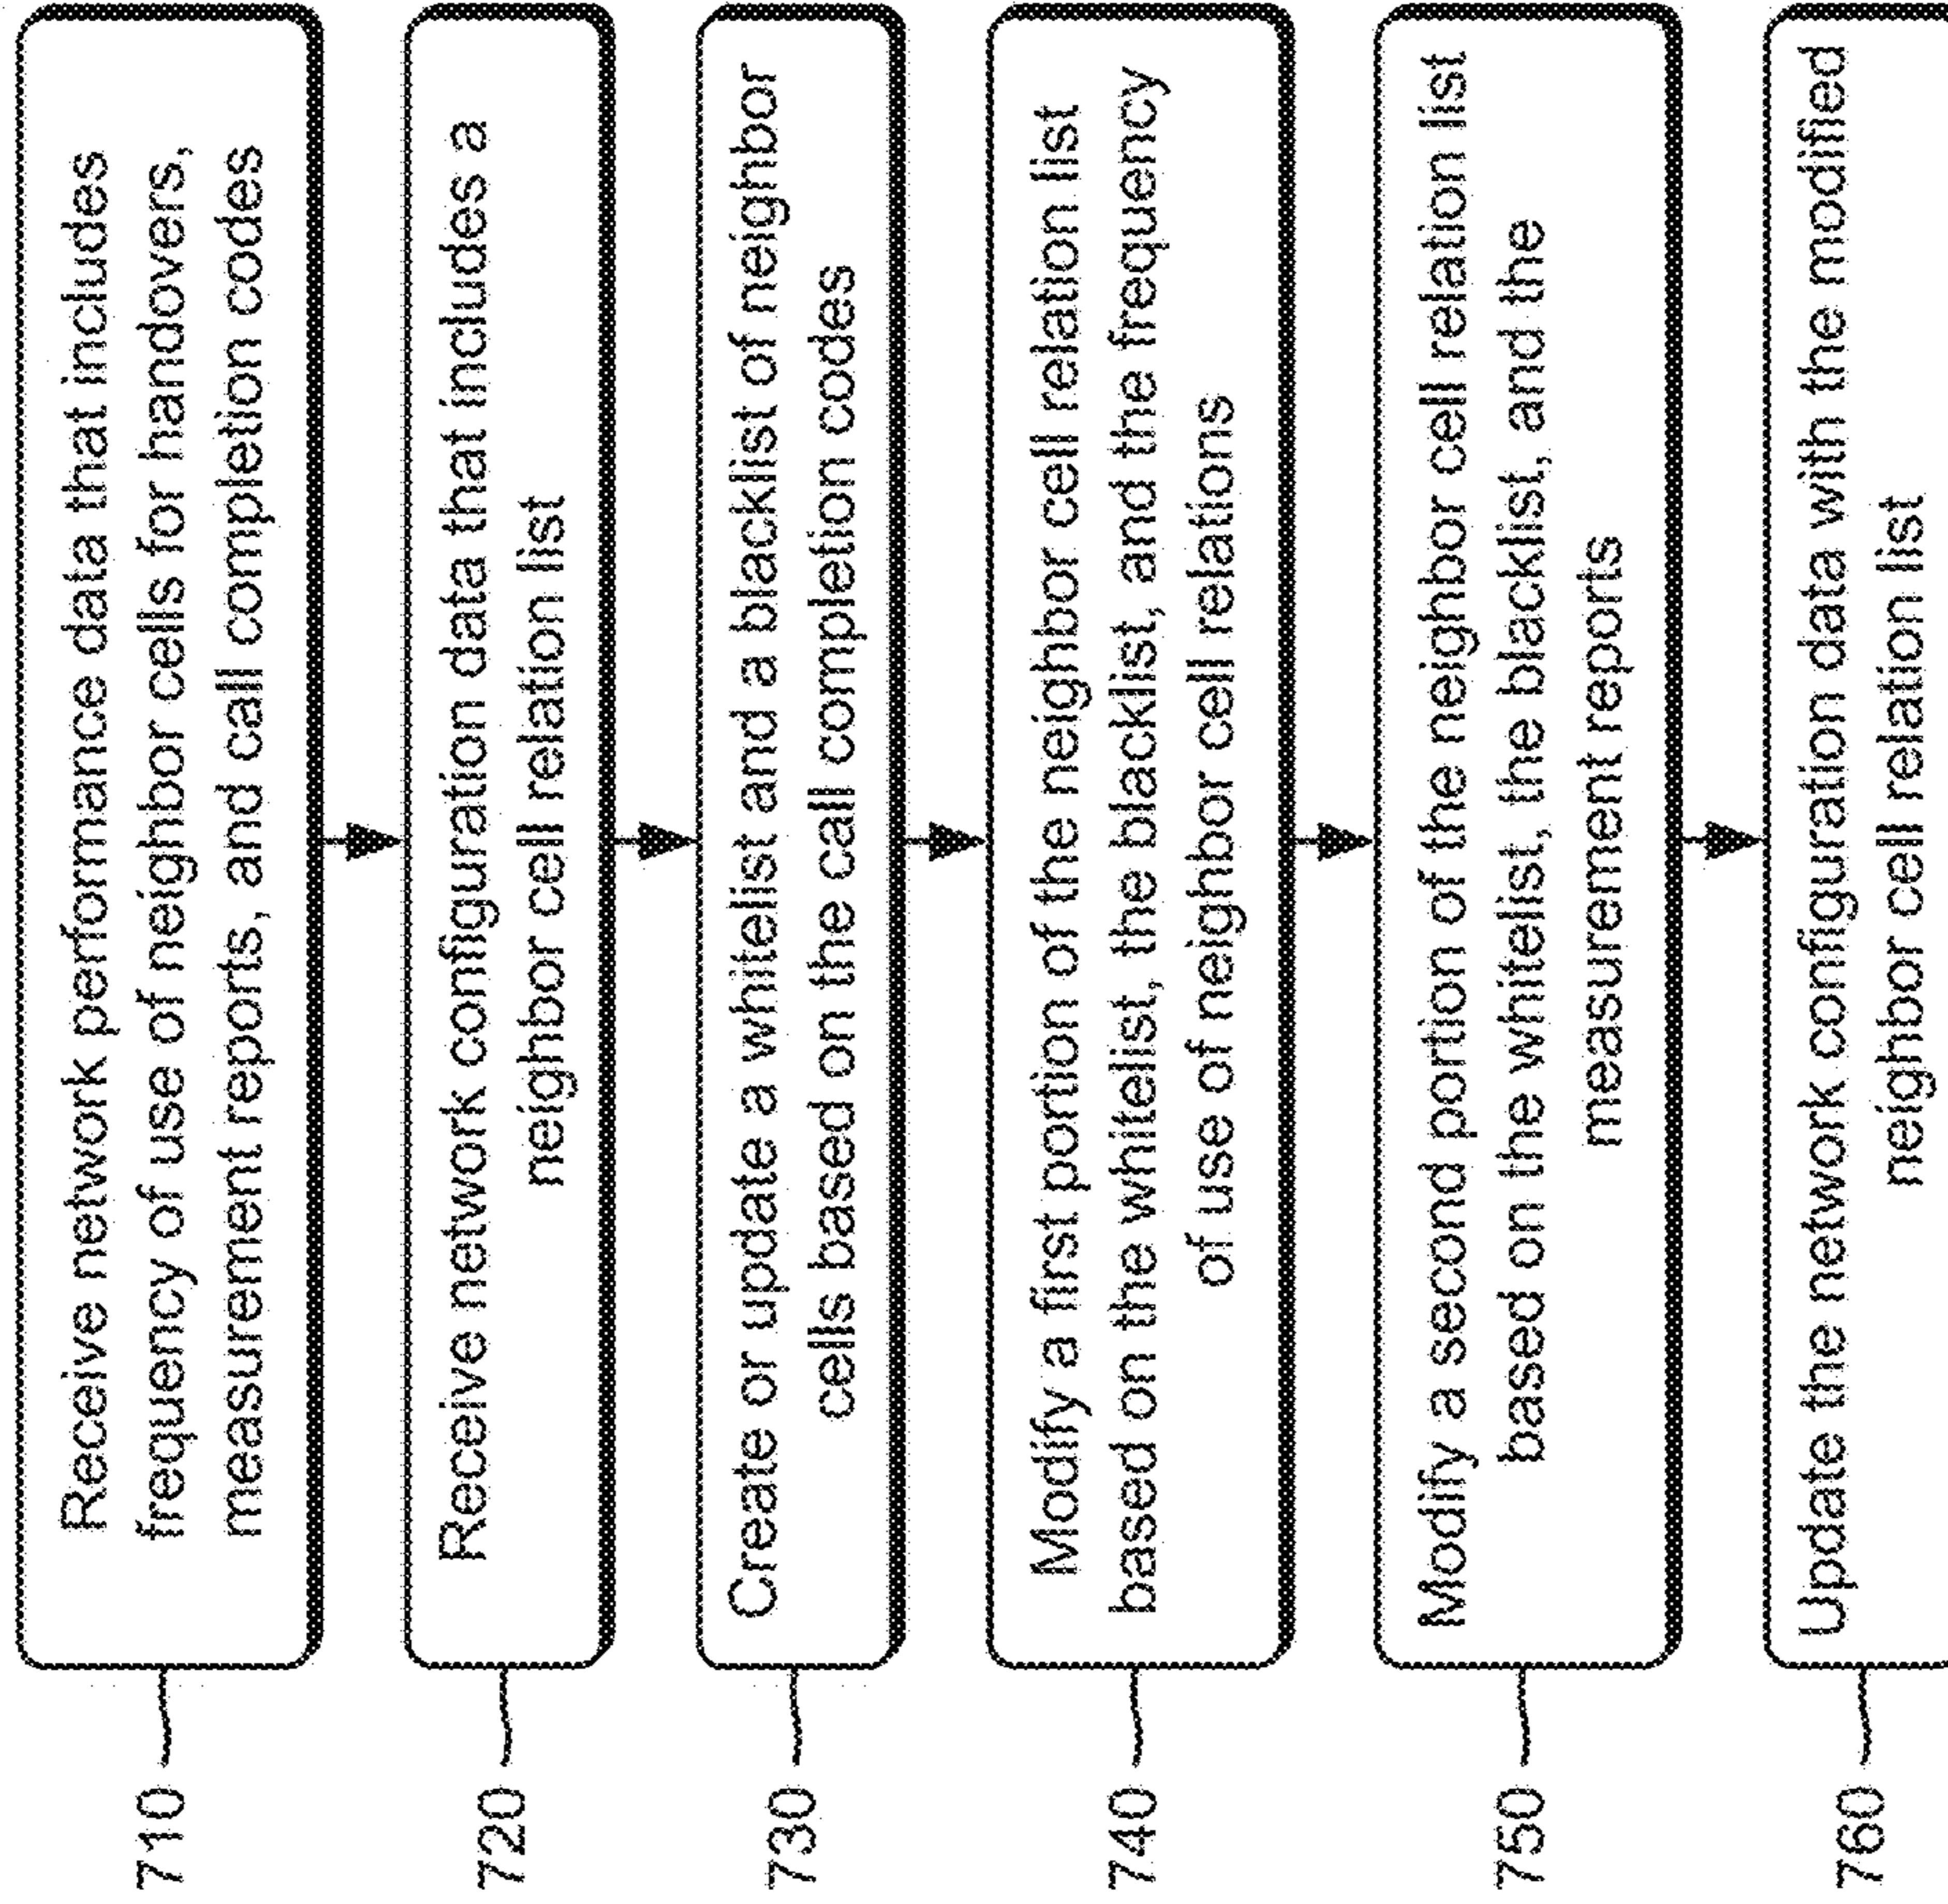 710
Receive network performance data that includes
frequency of use of neighbor cells for handovers,
measurement reports, and call completion codes
720
Receive network configuration data that includes a
neighbor cell relation list
730
Create or update a whitelist and a blacklist of neighbor
cells based on the call completion codes
740
Modify a first portion of the neighbor cell relation list
based on the whitelist, the blacklist, and the frequency
of use of neighbor cell relations
750
Modify a second portion of the neighbor cell relation list
based on the whitelist, the blacklist, and the
measurement reports
760
Update the network configuration data with the modified
neighbor cell relation list